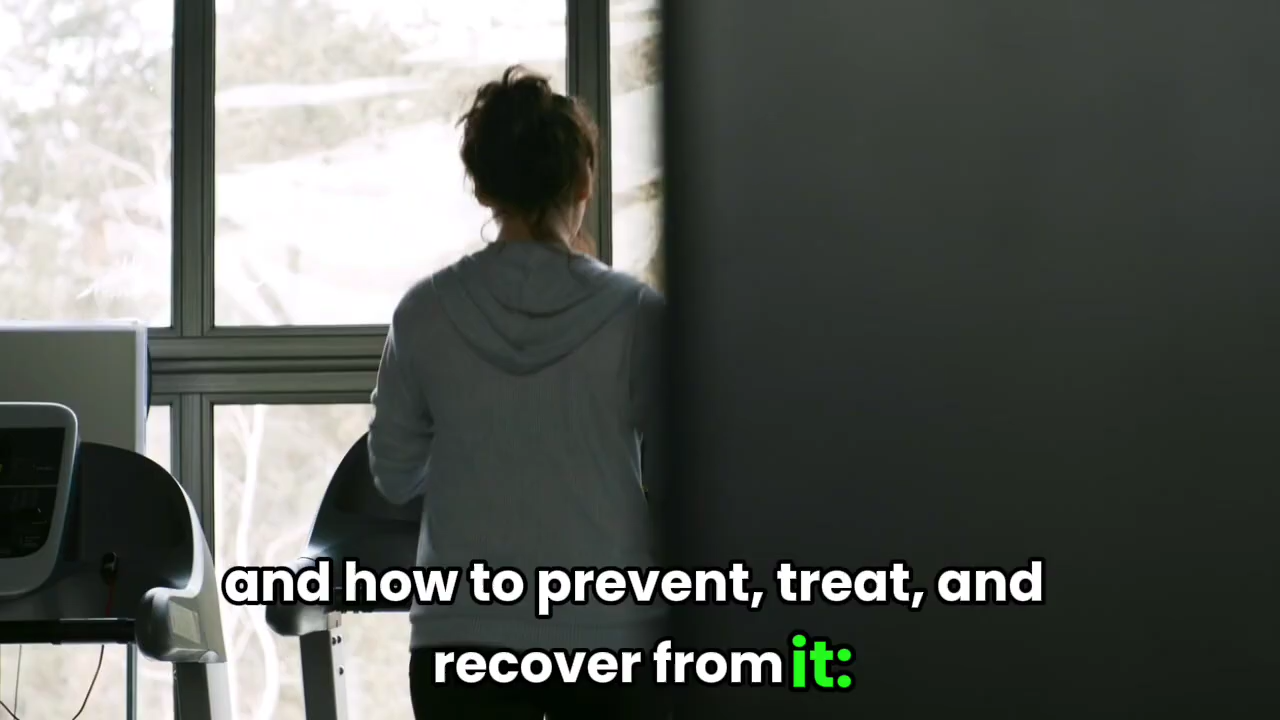 and how to prevent, treat, and
recover from it: